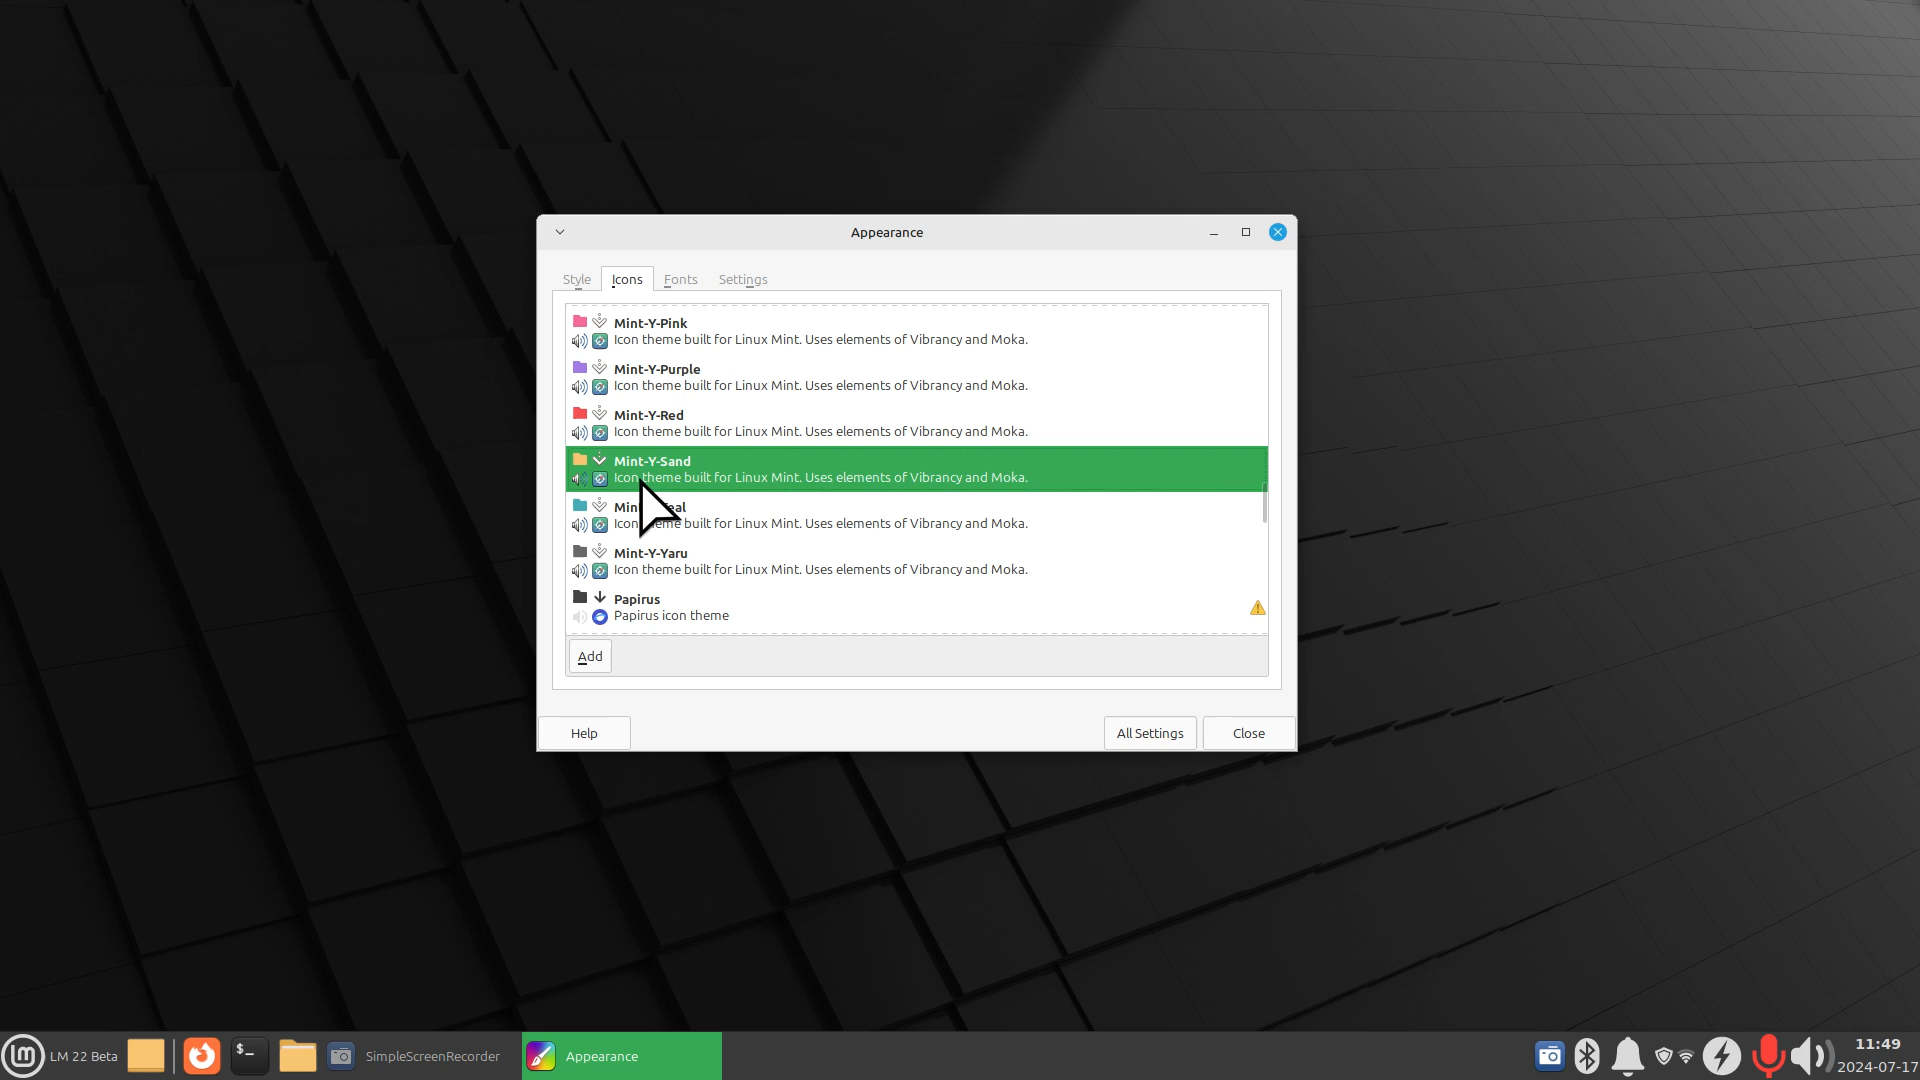 Appearance
Style Icons Fonts Settings
Mint-Y-Pink
Icon theme built for Linux Mint. Uses elements of Vibrancy and Moka.
Mint-Y-Purple
Icon theme built for Linux Mint. Uses elements of Vibrancy and Moka.
Mint-Y-Red
Icon theme built for Linux Mint. Uses elements of Vibrancy and Moka.
Mint-Y-Sand
Icon theme built for Linux Mint. Uses elements of Vibrancy and Moka.
Icon theme built for Linux Mint. Uses elements of Vibrancy and Moka.
Mint-Y-Yaru
Icon theme built for Linux Mint. Uses elements of Vibrancy and Moka.
Papirus
Papirus icon theme
Add
Help All Settings Close
LM 22 Beta $_ SimpleScreenRecorder Appearance 11:49
2024-07-17